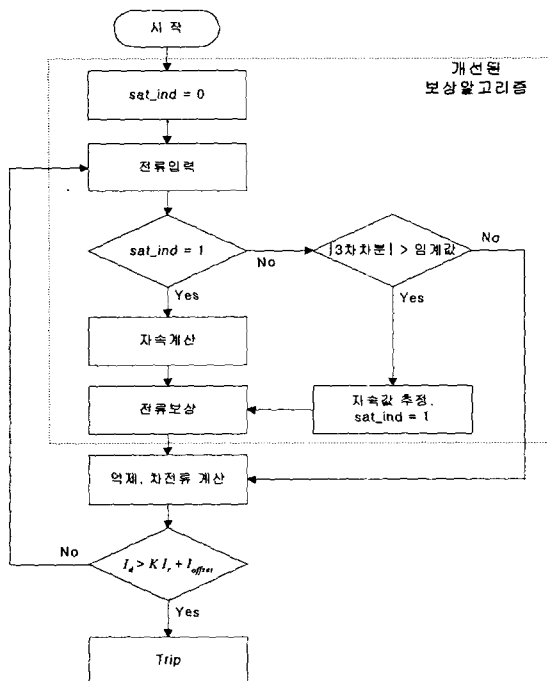 시 작
개선된
보상알고리즘
sat_ind = 0
전류입력
sat_ind = 1
No
|3차차분| > 임계값
No
Yes
Yes
자속계산
전류보상
자속값 추정,
sat_ind = 1
억제, 차전류 계산
No
I_d > K I_r + I_offset
Yes
Trip